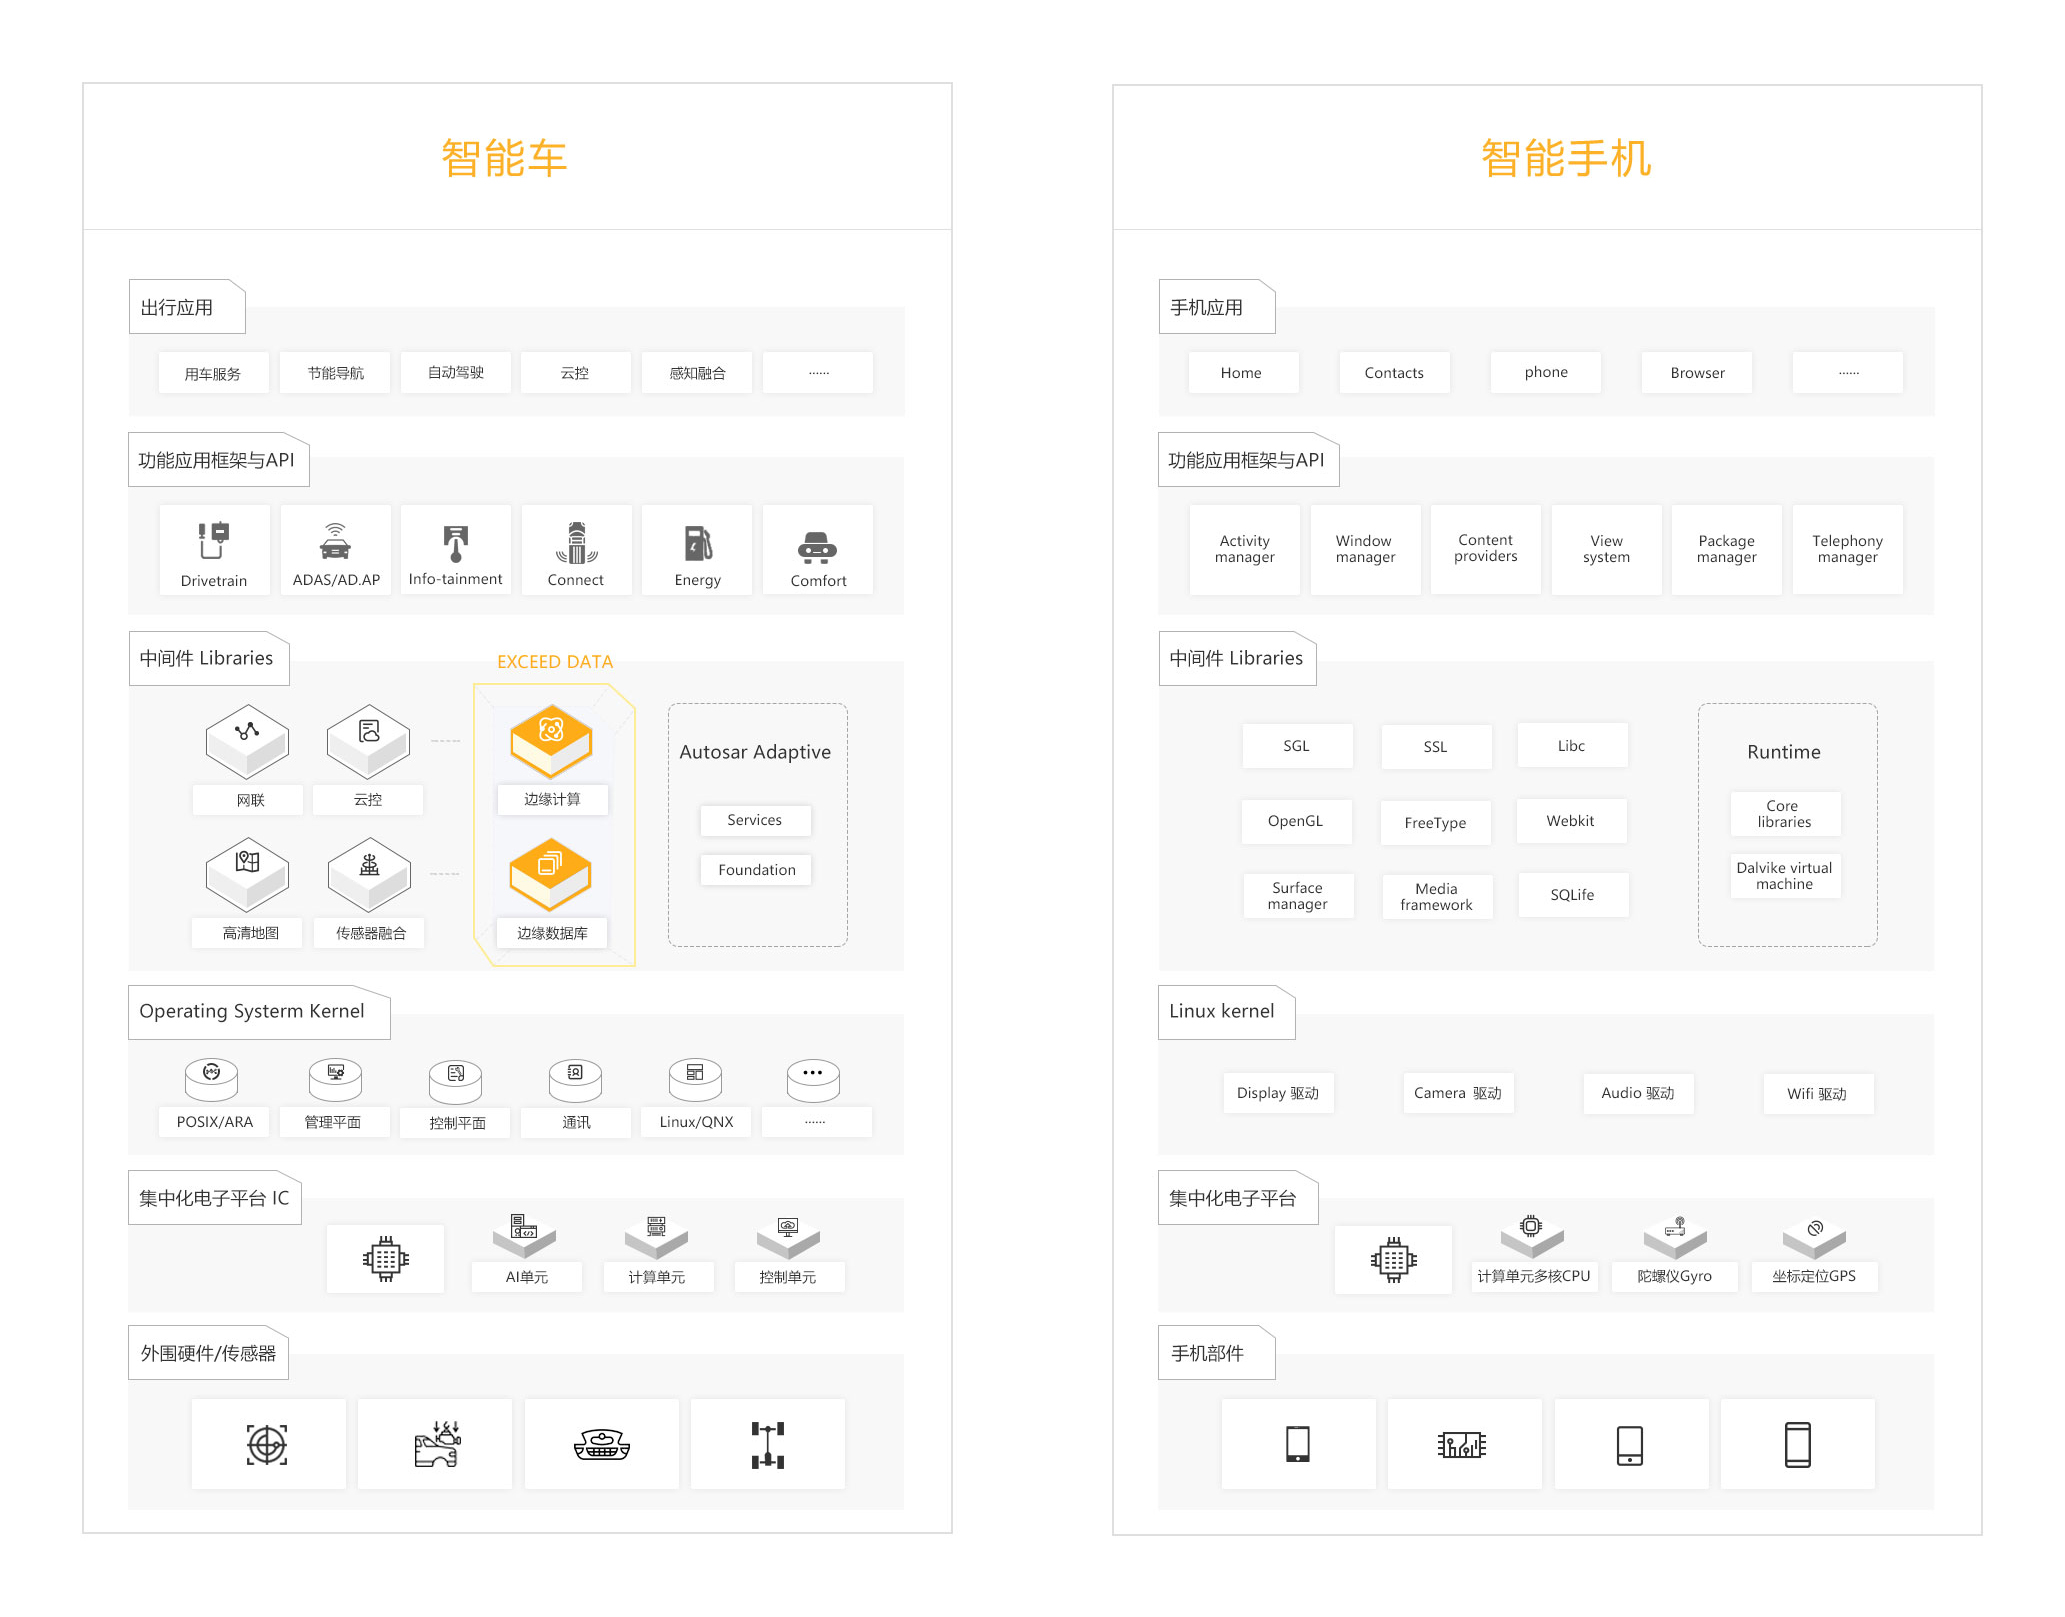 智能车
出行应用
用车服务
节能导航
自动驾驶
云控
感知融合
······
功能应用框架与API
Drivetrain
ADAS/AD.AP
Info-tainment
Connect
Energy
Comfort
中间件 Libraries
EXCEED DATA
网联
云控
边缘计算
高清地图
传感器融合
边缘数据库
Autosar Adaptive
Services
Foundation
Operating Systerm Kernel
POSIX/ARA
管理平面
控制平面
通讯
Linux/QNX
······
集中化电子平台 IC
AI单元
计算单元
控制单元
外围硬件/传感器
智能手机
手机应用
Home
Contacts
phone
Browser
······
功能应用框架与API
Activity
manager
Window
manager
Content
providers
View
system
Package
manager
Telephony
manager
中间件 Libraries
SGL
SSL
Libc
OpenGL
FreeType
Webkit
Surface
manager
Media
framework
SQLife
Runtime
Core
libraries
Dalvike virtual
machine
Linux kernel
Display 驱动
Camera 驱动
Audio 驱动
Wifi 驱动
集中化电子平台
计算单元多核CPU
陀螺仪Gyro
坐标定位GPS
手机部件